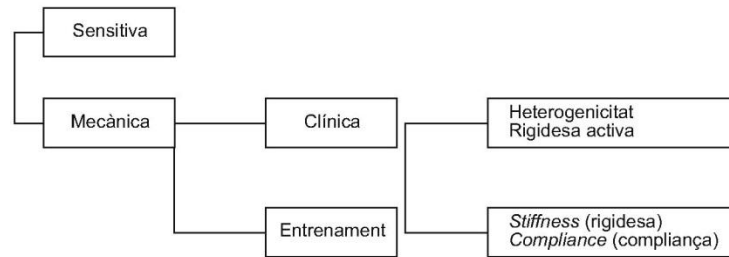 Sensitiva
Mecànica
Clínica
Heterogenicitat
Rigidesa activa
Entrenament
Stiffness (rigidesa)
Compliance (compliança)